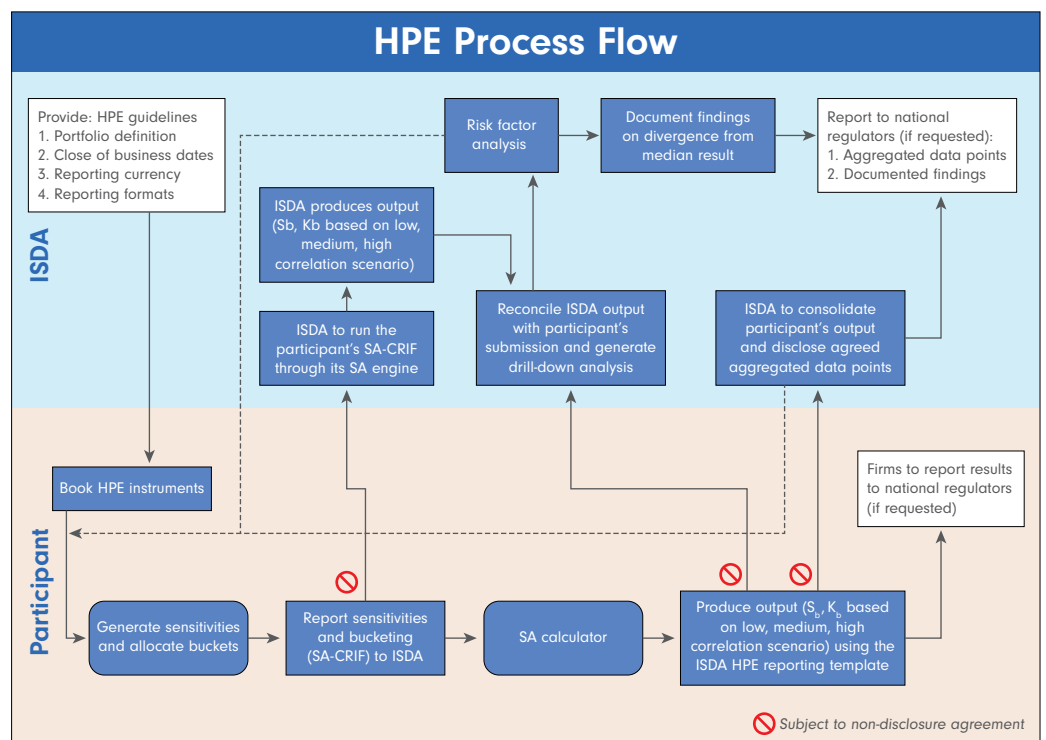 HPE Process Flow
ISDA
Provide: HPE guidelines
1. Portfolio definition
2. Close of business dates
3. Reporting currency
4. Reporting formats
Risk factor
analysis
Document findings
on divergence from
median result
Report to national
regulators (if requested):
1. Aggregated data points
2. Documented findings
ISDA produces output
(Sb, Kb based on low,
medium, high
correlation scenario)
ISDA to run the
participant's SA-CRIF
through its SA engine
Reconcile ISDA output
with participant's
submission and generate
drill-down analysis
ISDA to consolidate
participant's output
and disclose agreed
aggregated data points
Participant
Book HPE instruments
Firms to report results
to national regulators
(if requested)
Generate sensitivities
and allocate buckets
Report sensitivities
and bucketing
(SA-CRIF) to ISDA
SA calculator
Produce output (Sb, Kb based
on low, medium, high
correlation scenario) using the
ISDA HPE reporting template
Subject to non-disclosure agreement